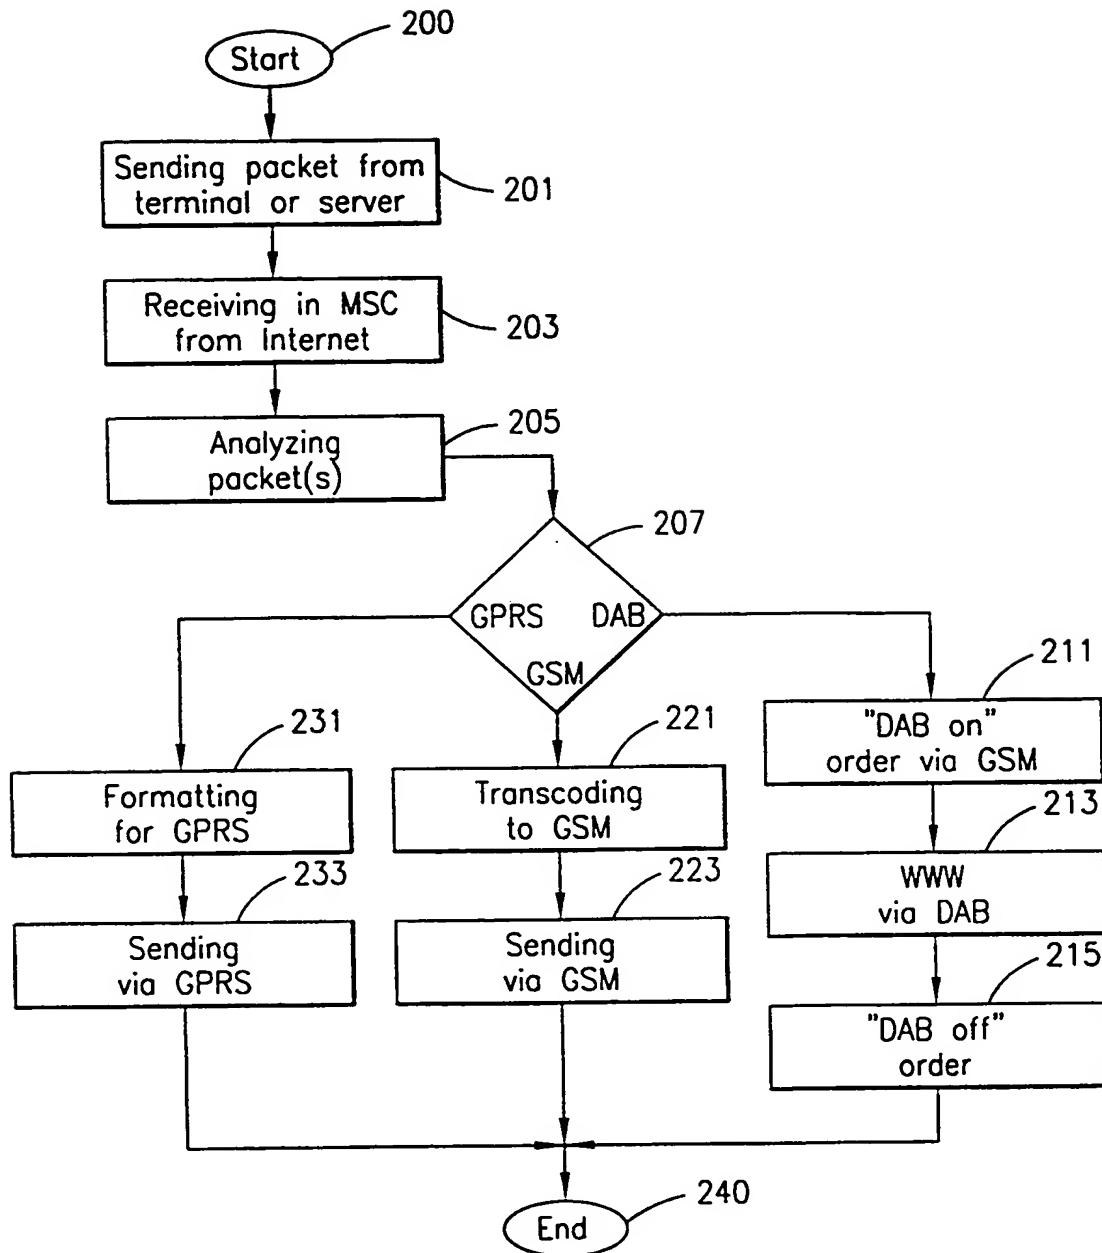 200
Start
Sending packet from
terminal or server
201
Receiving in MSC
from Internet
203
205
Analyzing
packet(s)
207
GPRS
DAB
GSM
211
"DAB on"
order via GSM
231
Formatting
for GPRS
221
Transcoding
to GSM
213
WWW
via DAB
233
Sending
via GPRS
223
Sending
via GSM
215
"DAB off"
order
240
End